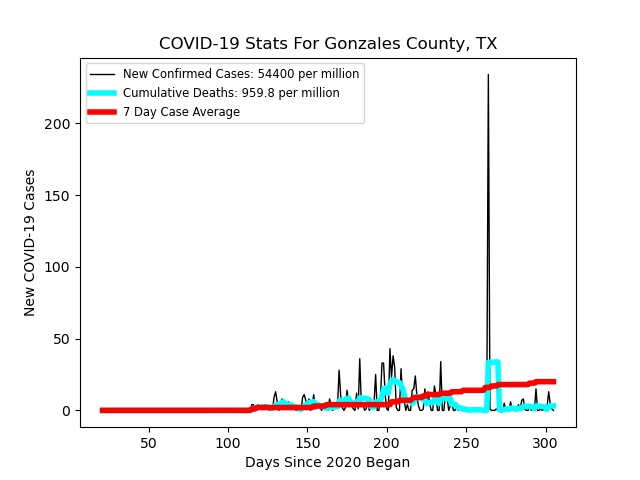 COVID-19 Stats For Gonzales County, TX
New Confirmed Cases: 54400 per million
Cumulative Deaths: 959.8 per million
7 Day Case Average
New COVID-19 Cases
200
150
100
50
0
50 100 150 200 250 300
Days Since 2020 Began